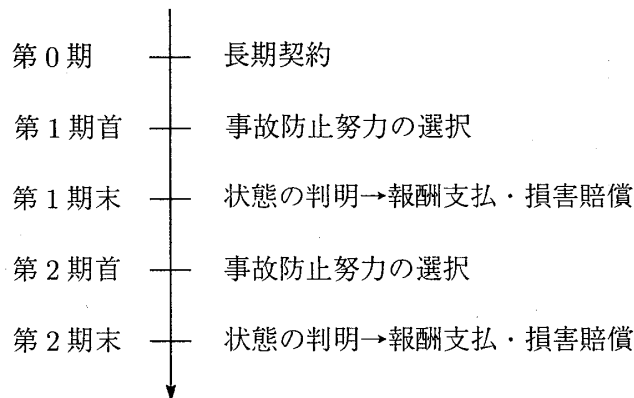 第0期 長期契約
第1期首 事故防止努力の選択
第1期末 状態の判明→報酬支払・損害賠償
第2期首 事故防止努力の選択
第2期末 状態の判明→報酬支払・損害賠償